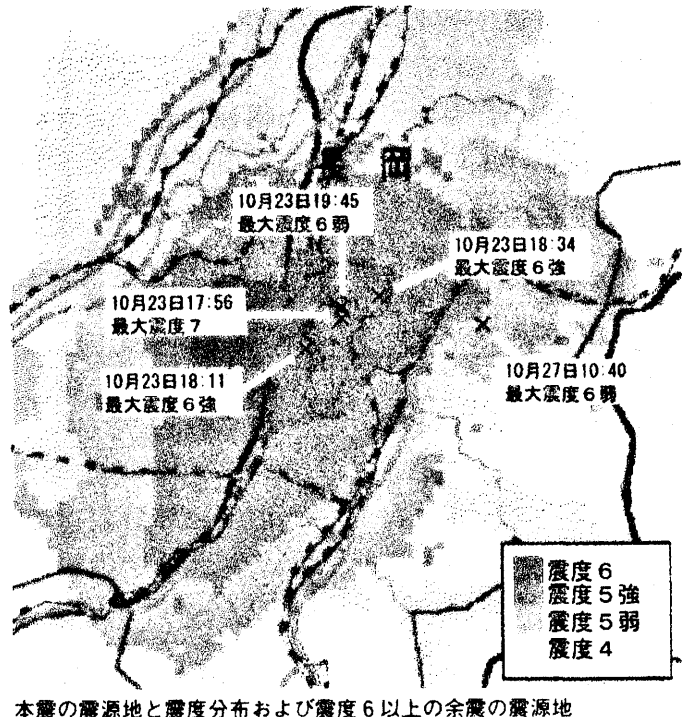 長岡
10月23日19:45
最大震度6弱
10月23日18:34
最大震度6強
10月23日17:56
最大震度7
10月23日18:11
最大震度6強
10月27日10:40
最大震度6弱
震度6
震度5強
震度5弱
震度4
本震の震源地と震度分布および震度6以上の余震の震源地